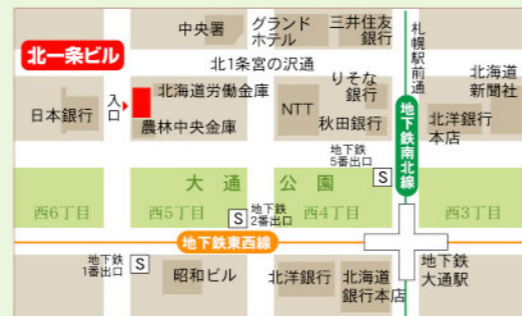 中央署
グランド
ホテル
三井住友
銀行
札幌駅前通
北一条ビル
北1条宮の沢通
北海道
新聞社
日本銀行
入口
北海道労働金庫
農林中央金庫
NTT
りそな
銀行
秋田銀行
北洋銀行
本店
地下鉄南北線
地下鉄
5番出口
S
大通公園
西6丁目
西5丁目
S
地下鉄
2番出口
西4丁目
西3丁目
地下鉄東西線
地下鉄
1番出口
S
昭和ビル
北洋銀行
北海道
銀行本店
地下鉄
大通駅